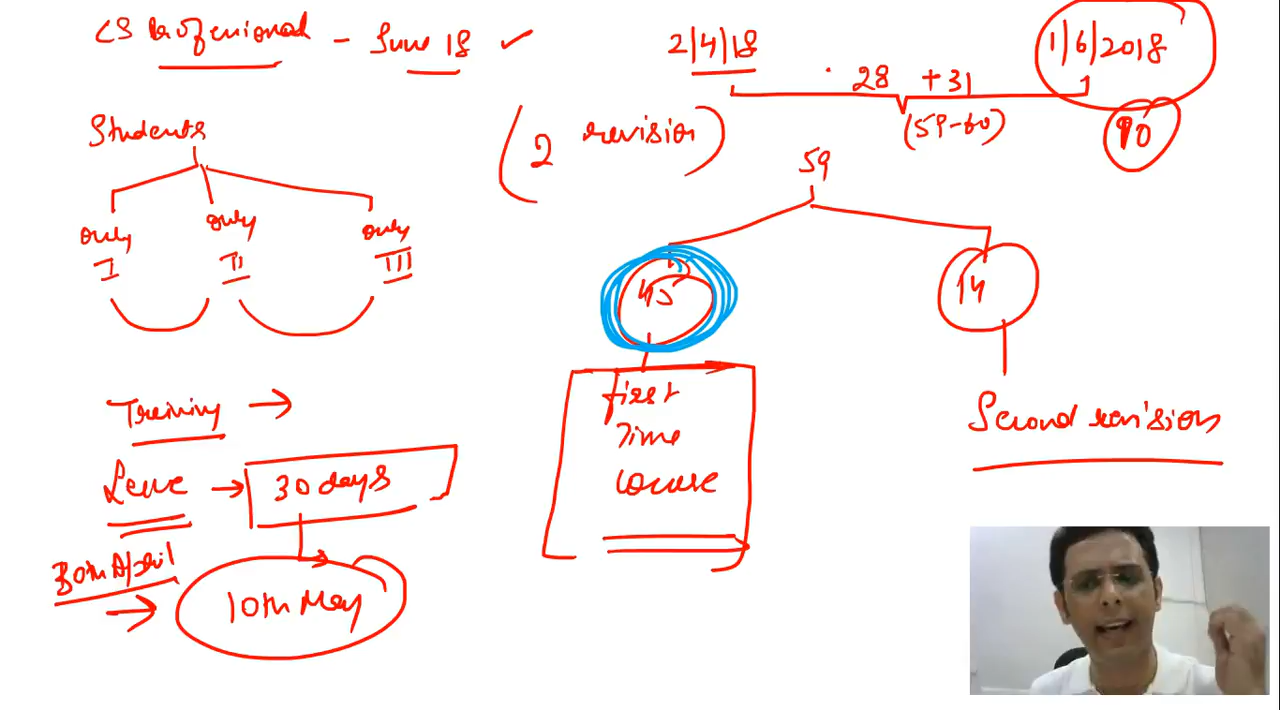 CS Professional - June 18 ✓
2/4/18
1/6/2018
28 +31 1
(59-60)
90
(2 revision)
Students
only I
only II
only III
59
45
14
first
Time
course
Second revision
Training →
Leave → 30 days
30th April
→ 10th May